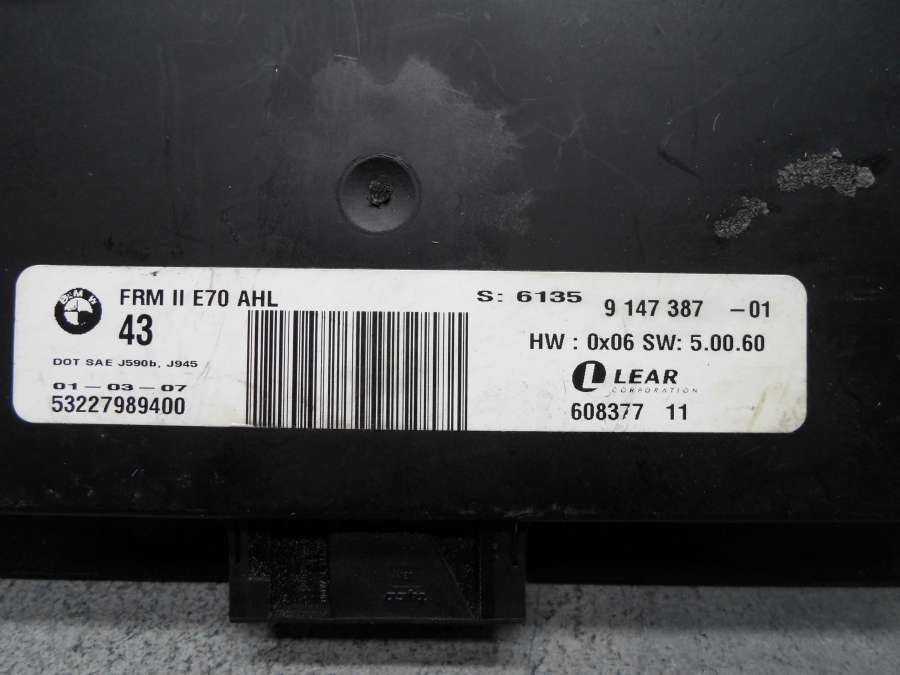 BMW
FRM II E70 AHL
43
DOT SAE J590b, J945
01-03-07
53227989400
S: 6135 9 147 387 -01
HW : 0x06 SW: 5.00.60
L LEAR
CORPORATION
608377 11